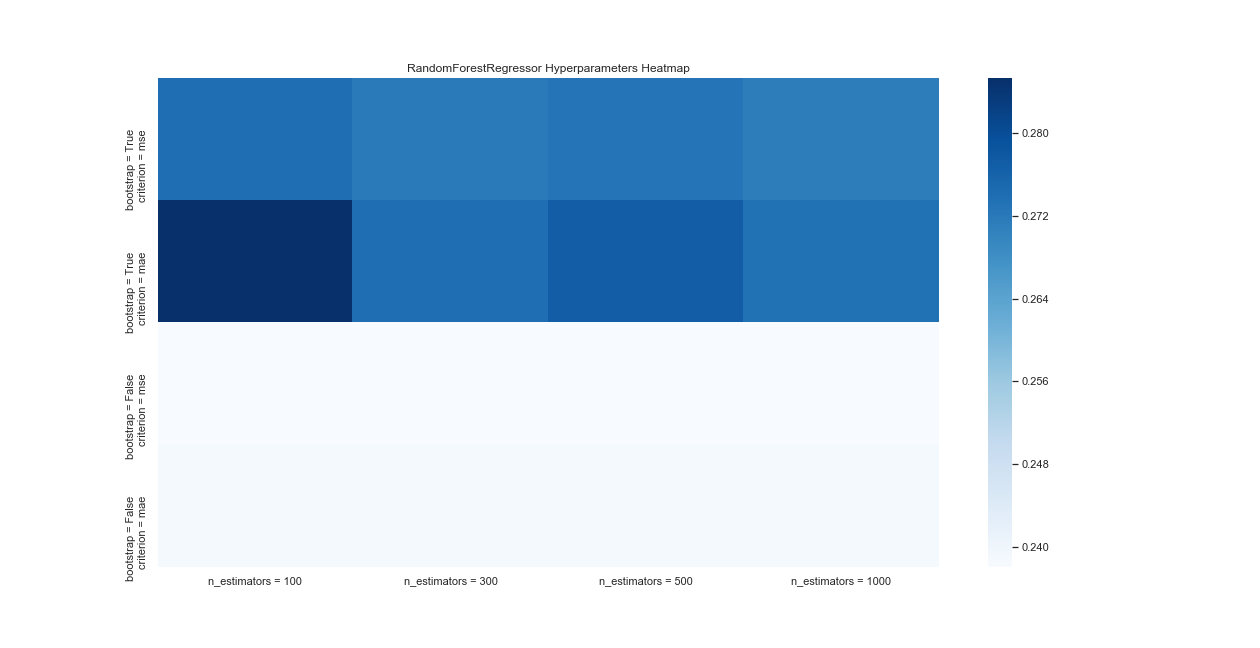 RandomForestRegressor Hyperparameters Heatmap
bootstrap = True
criterion = mse
bootstrap = True
criterion = mae
bootstrap = False
criterion = mse
bootstrap = False
criterion = mae
n_estimators = 100
n_estimators = 300
n_estimators = 500
n_estimators = 1000
0.280
0.272
0.264
0.256
0.248
0.240